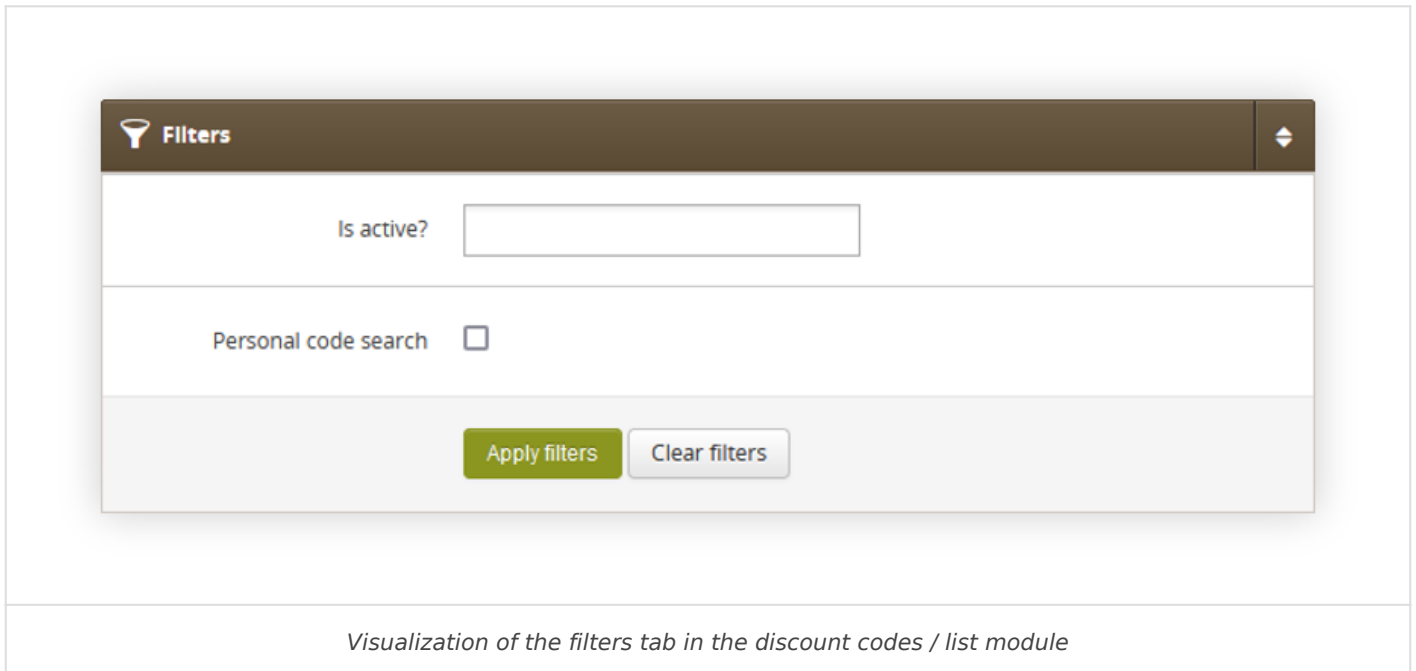 Filters
Is active?
Personal code search
Apply filters Clear filters
Visualization of the filters tab in the discount codes / list module